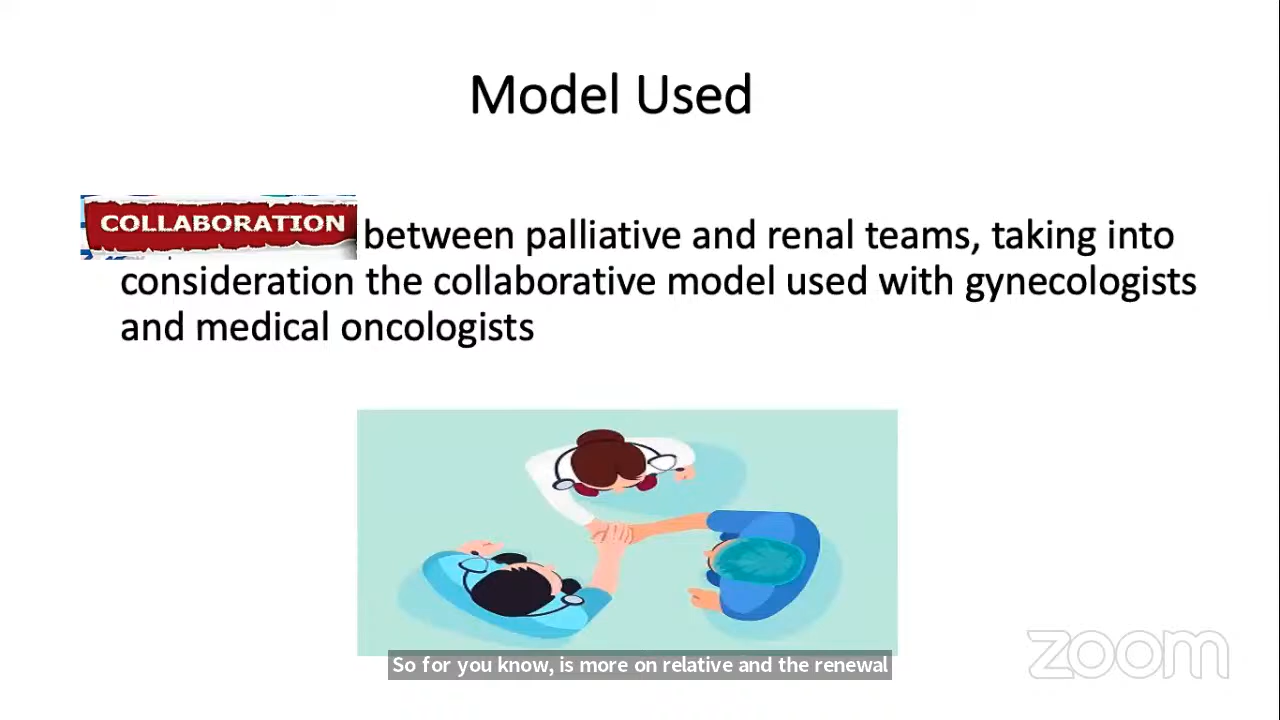 Model Used
COLLABORATION between palliative and renal teams, taking into
consideration the collaborative model used with gynecologists
and medical oncologists
So for you know, is more on relative and the renewal
zoom